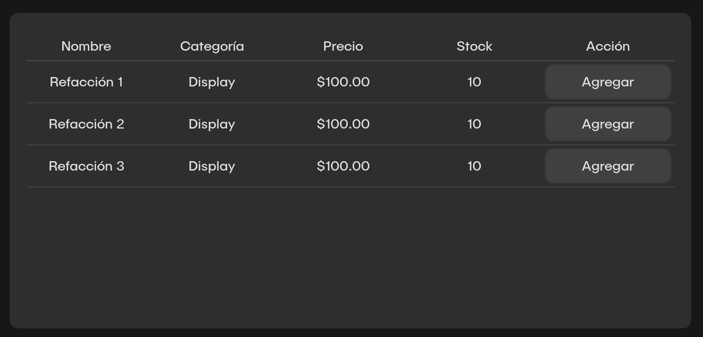 Nombre Categoría Precio Stock Acción
Refacción 1 Display $100.00 10 Agregar
Refacción 2 Display $100.00 10 Agregar
Refacción 3 Display $100.00 10 Agregar